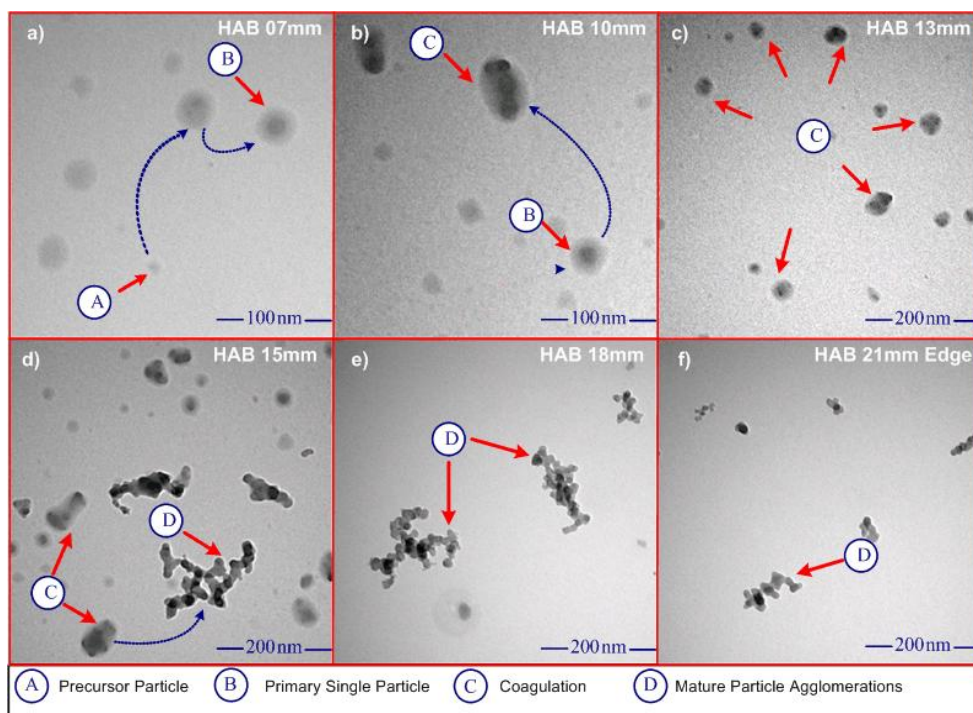 a) HAB 07mm
B
A
100nm
b) HAB 10mm
C
B
100nm
c) HAB 13mm
C
200nm
d) HAB 15mm
D
C
200nm
e) HAB 18mm
D
200nm
f) HAB 21mm Edge
D
200nm
A Precursor Particle B Primary Single Particle C Coagulation D Mature Particle Agglomerations